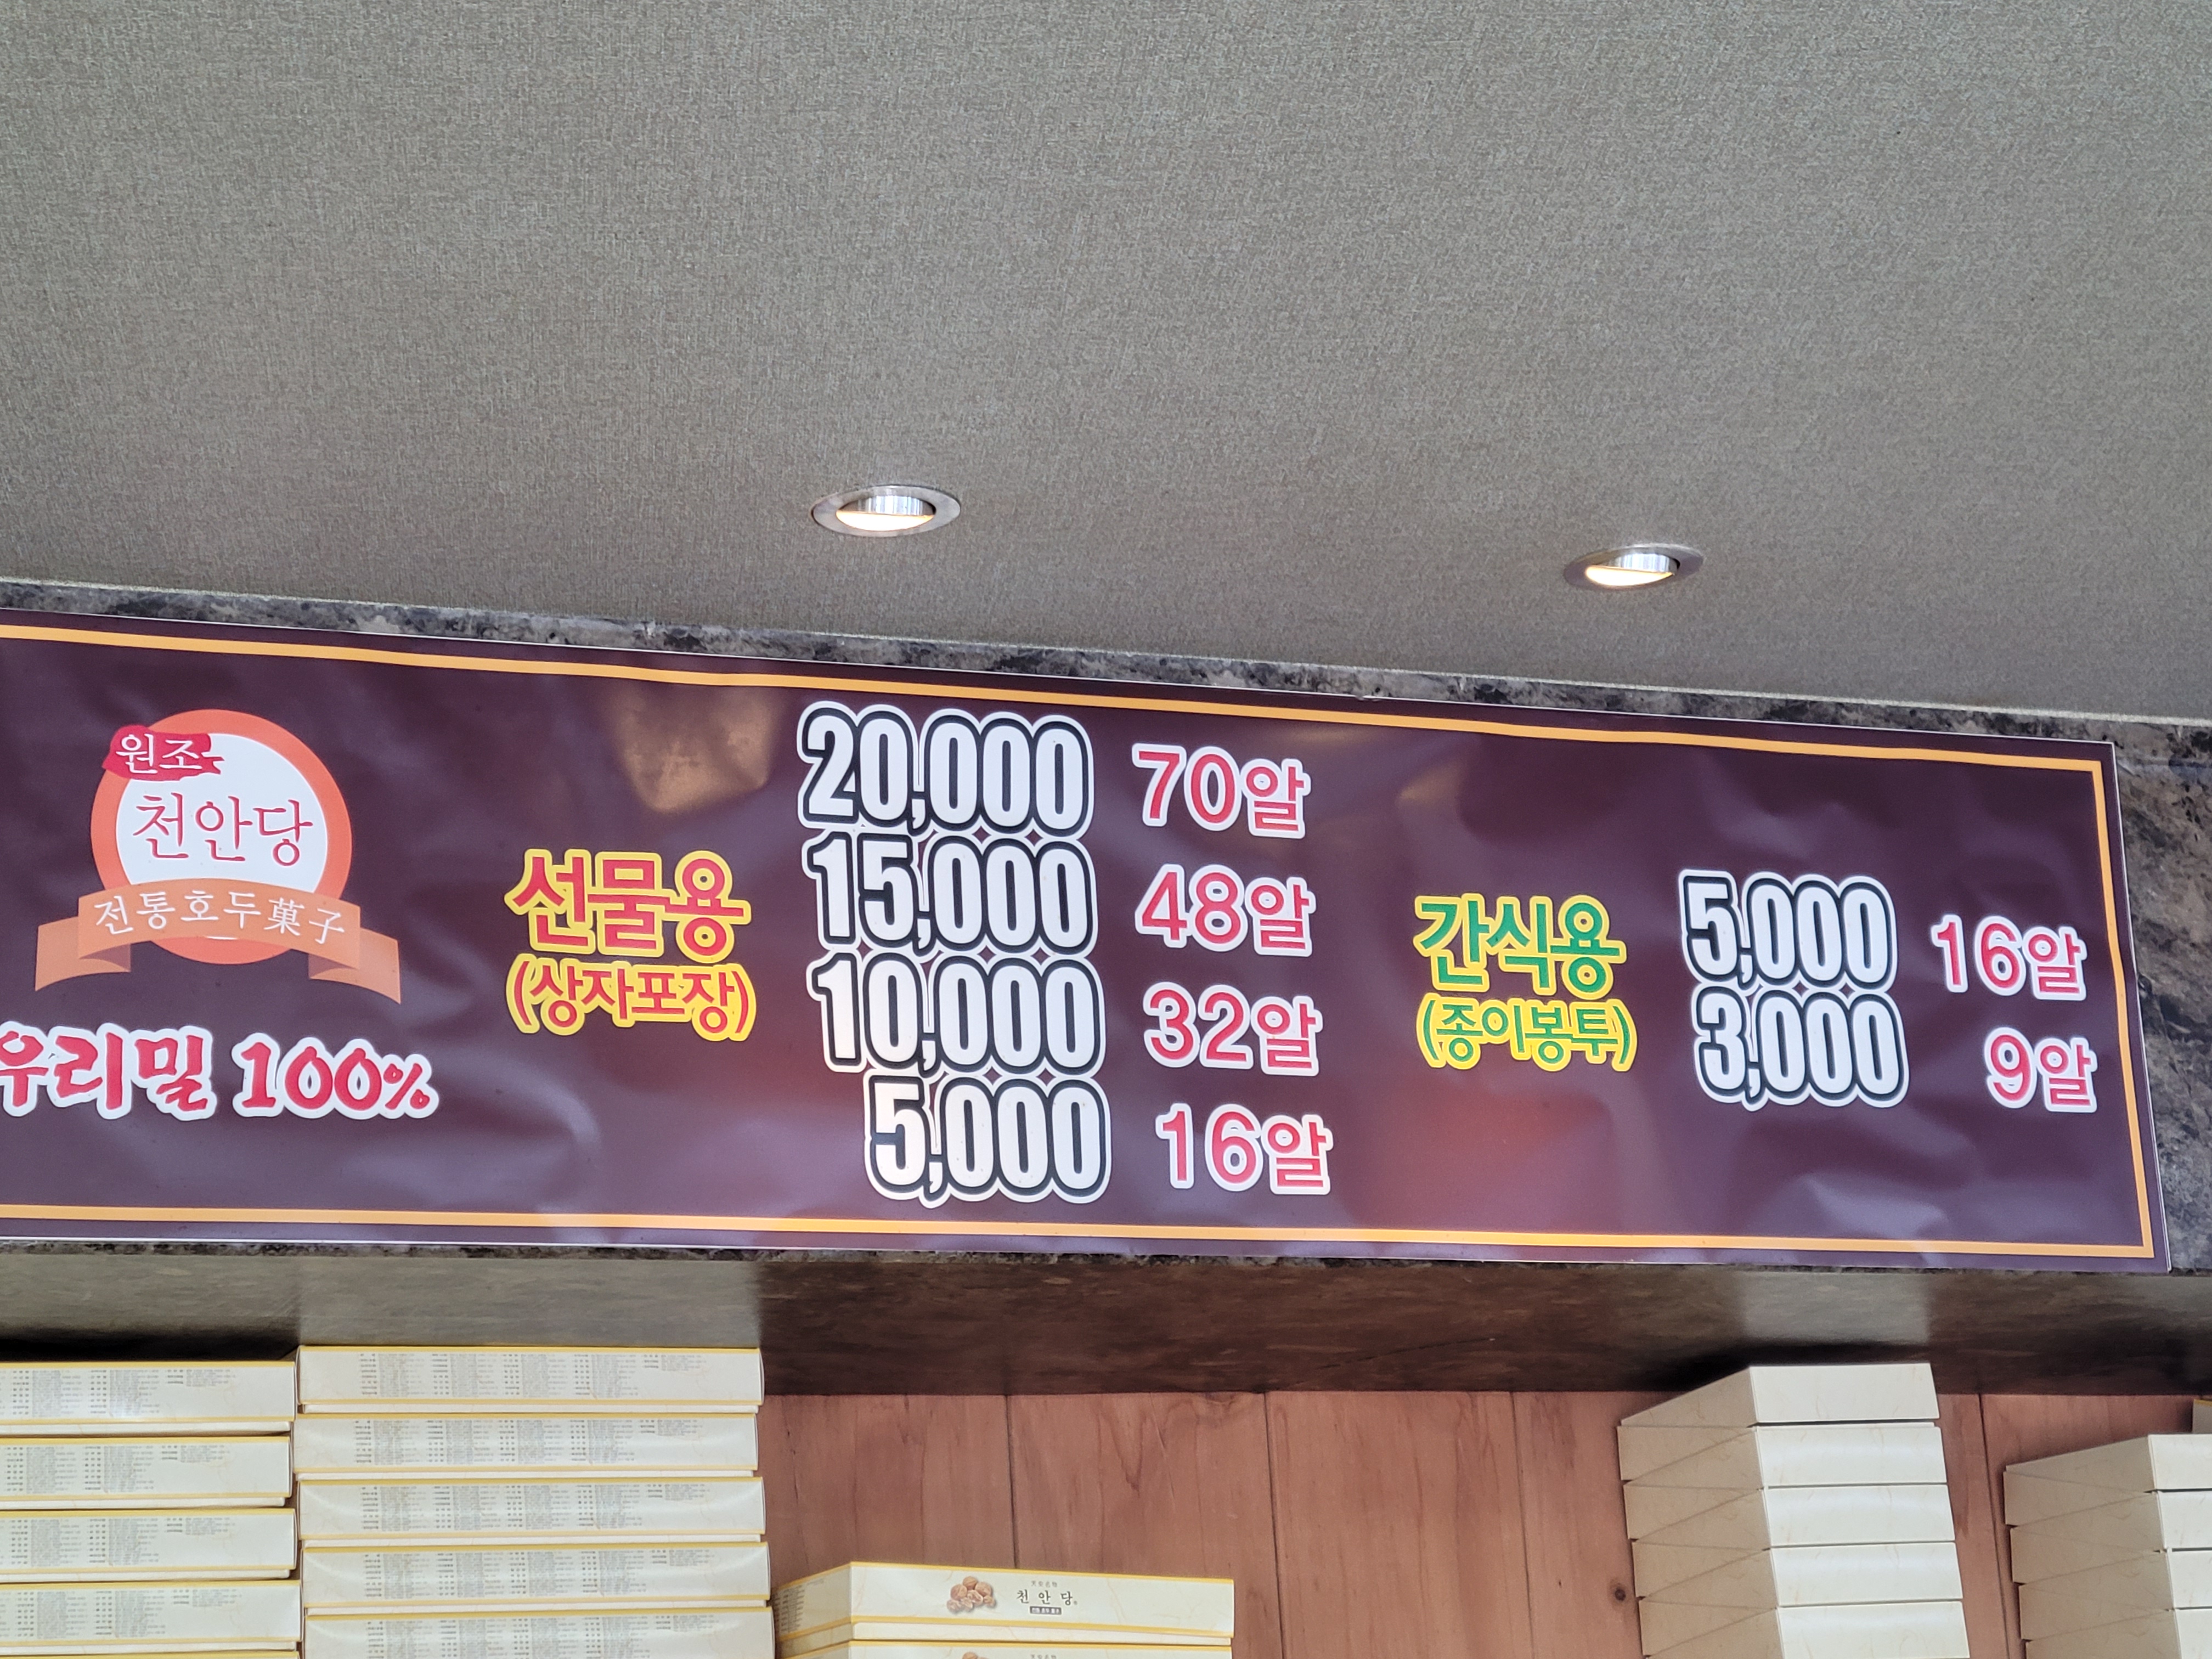 원조
천안당
전통호두菓子
우리밀 100%
선물용
(상자포장)
20,000 70알
15,000 48알
10,000 32알
5,000 16알
간식용
(종이봉투)
5,000 16알
3,000 9알
천안당